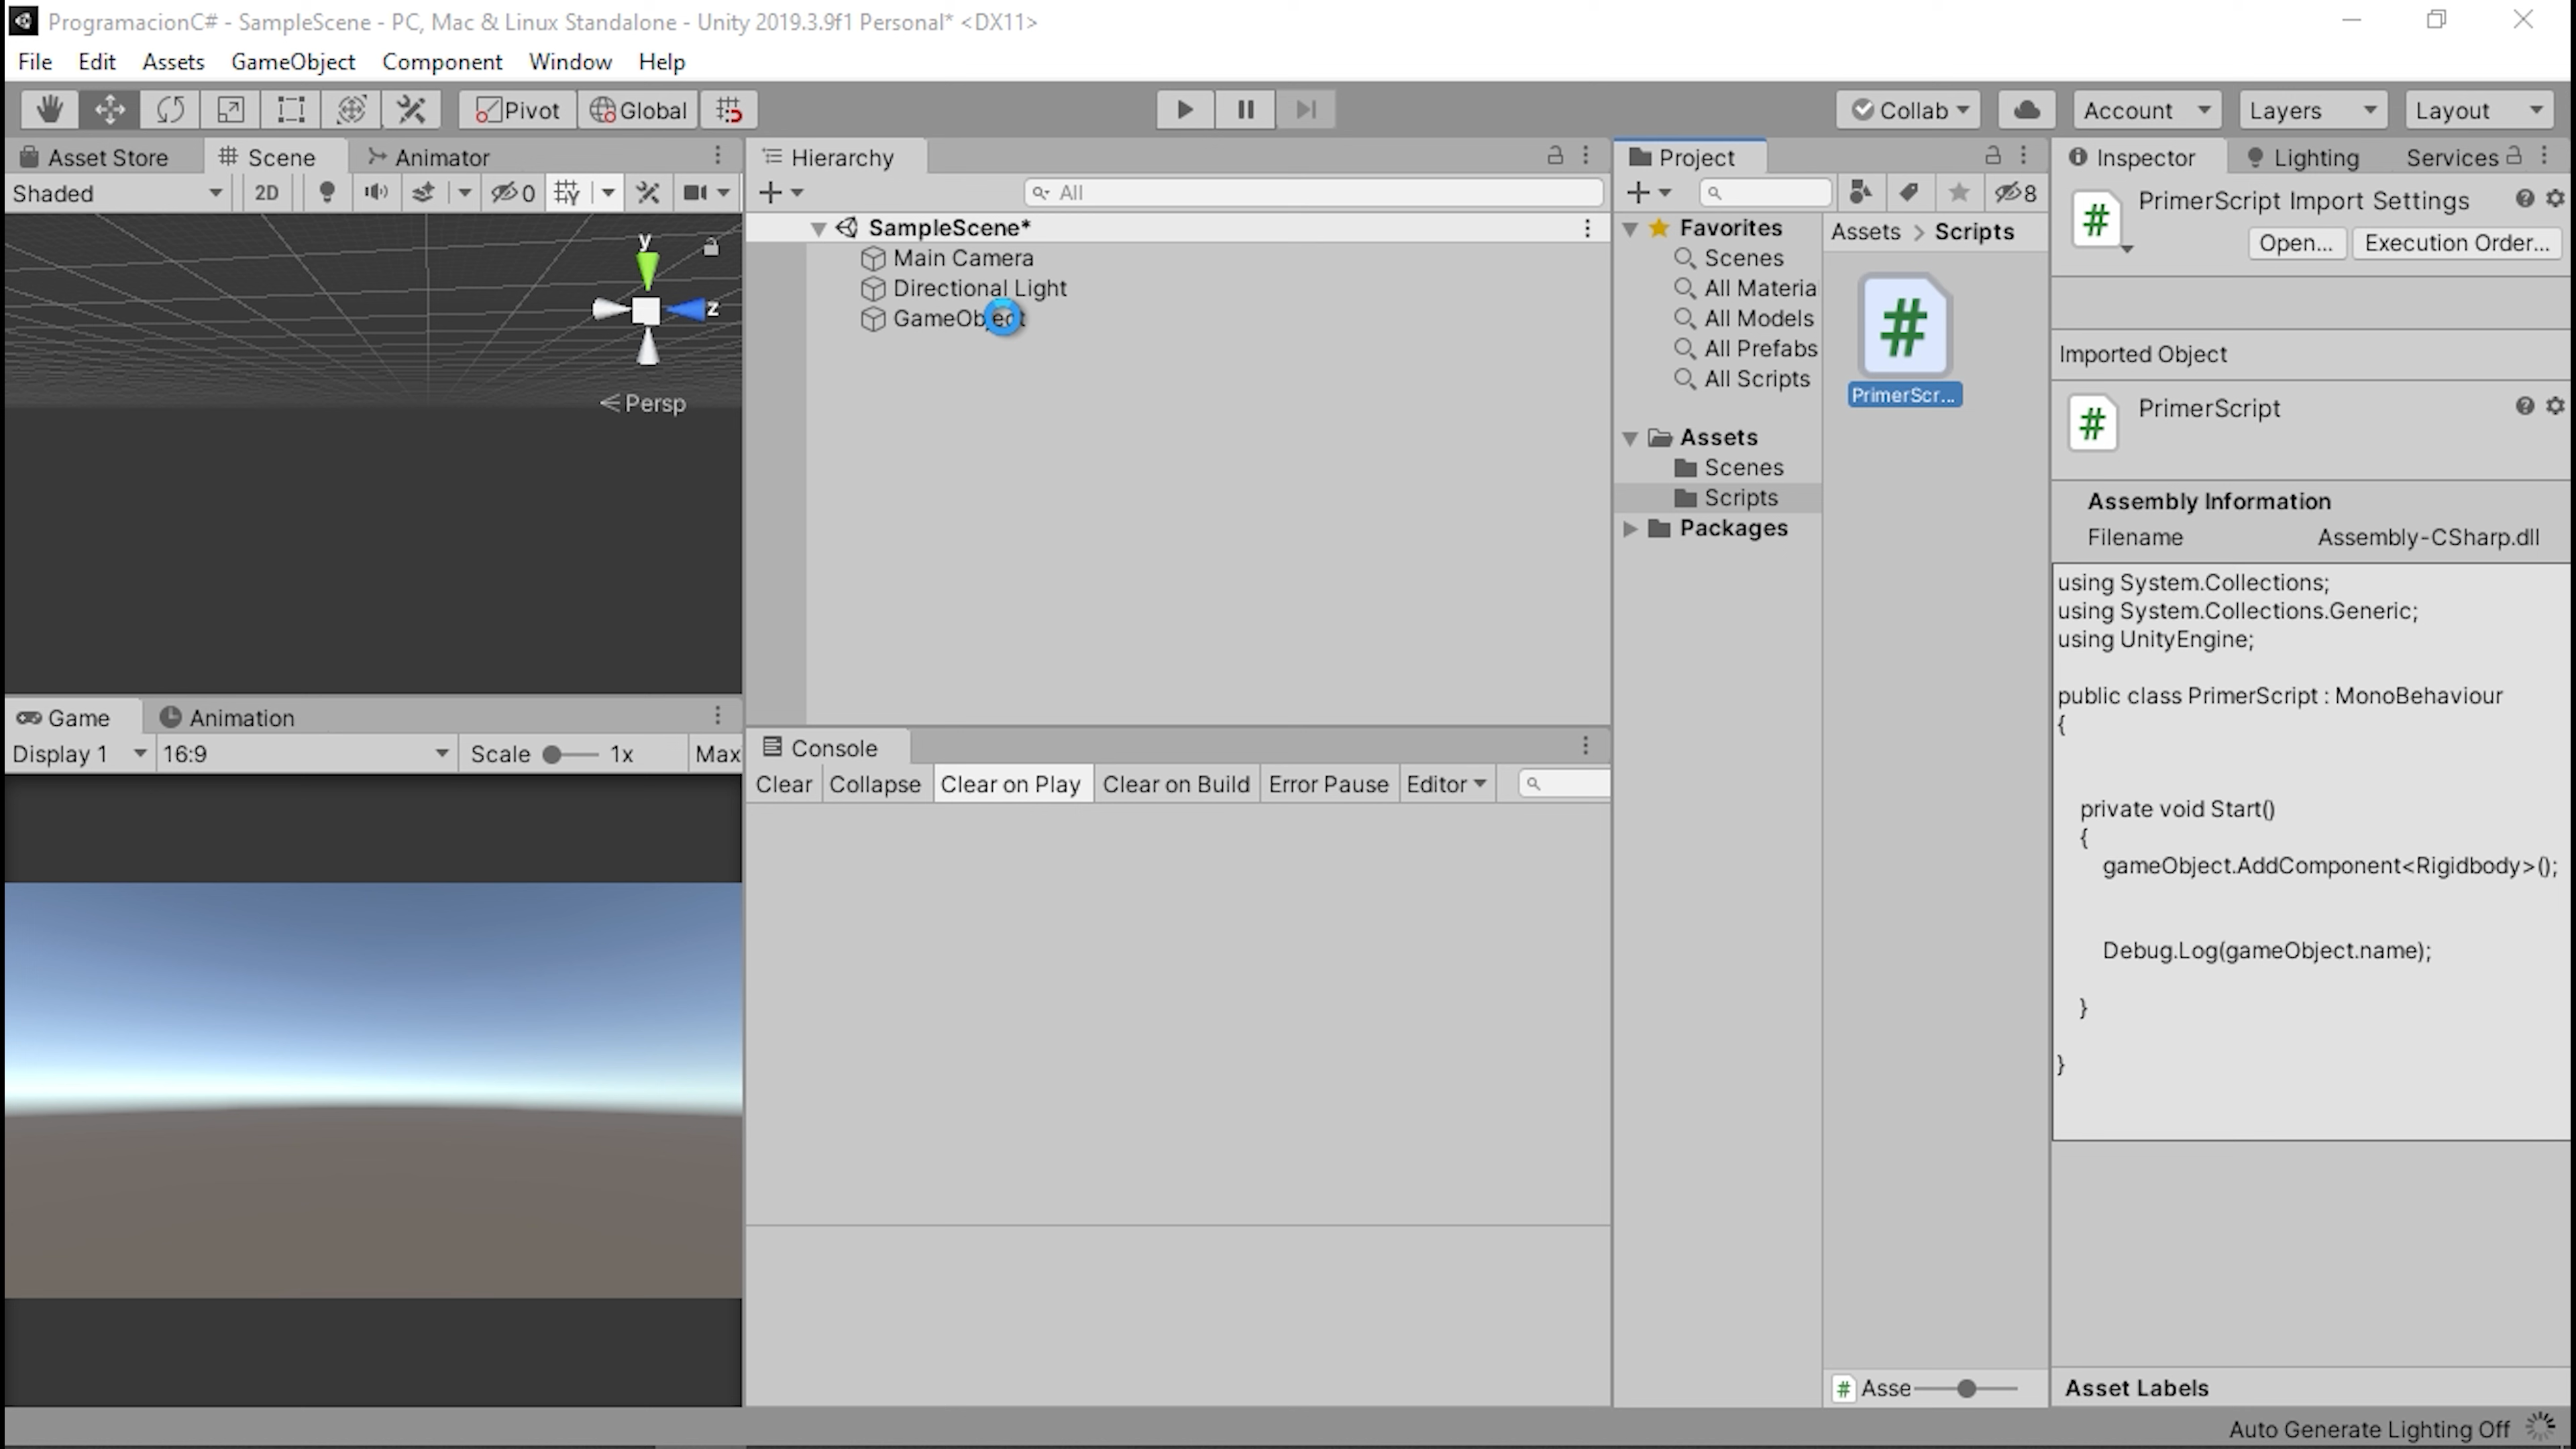 ProgramacionC# - SampleScene - PC, Mac & Linux Standalone - Unity 2019.3.9f1 Personal* <DX11>
File Edit Assets GameObject Component Window Help
Pivot Global Collab Account Layers Layout
Asset Store Scene Animator
Shaded 2D 0
y
z
Persp
Game Animation
Display 1 16:9 Scale 1x Max
Hierarchy
All
SampleScene*
Main Camera
Directional Light
GameObject
Console
Clear Collapse Clear on Play Clear on Build Error Pause Editor
Project
8
Favorites
Scenes
All Materia
All Models
All Prefabs
All Scripts
Assets
Scenes
Scripts
Packages
Assets > Scripts
#
PrimerScr...
# Asse
Inspector Lighting Services
# PrimerScript Import Settings
Open... Execution Order...
Imported Object
# PrimerScript
Assembly Information
Filename Assembly-CSharp.dll
using System.Collections;
using System.Collections.Generic;
using UnityEngine;
public class PrimerScript : MonoBehaviour
{
private void Start()
{
gameObject.AddComponent<Rigidbody>();
Debug.Log(gameObject.name);
}
}
Asset Labels
Auto Generate Lighting Off